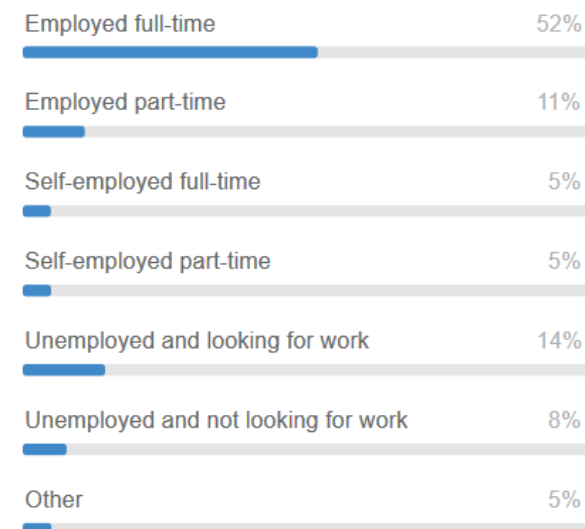 Employed full-time 52%
Employed part-time 11%
Self-employed full-time 5%
Self-employed part-time 5%
Unemployed and looking for work 14%
Unemployed and not looking for work 8%
Other 5%